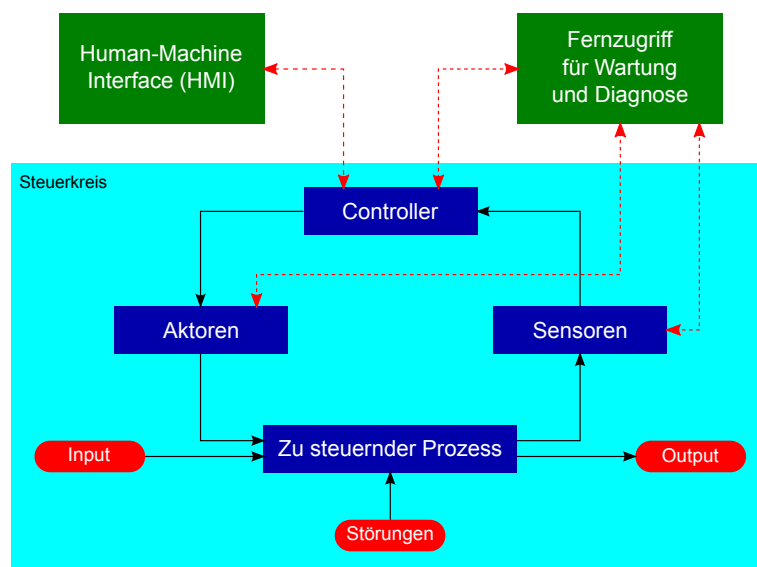 Human-Machine
Interface (HMI)
Fernzugriff
für Wartung
und Diagnose
Steuerkreis
Controller
Aktoren
Sensoren
Zu steuernder Prozess
Input
Output
Störungen